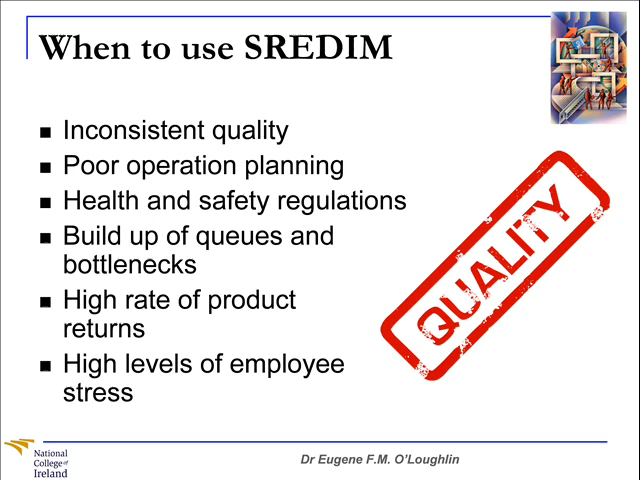 When to use SREDIM
Inconsistent quality
Poor operation planning
Health and safety regulations
Build up of queues and
bottlenecks
High rate of product
returns
High levels of employee
stress
QUALITY
National
College of
Ireland
Dr Eugene F.M. O'Loughlin